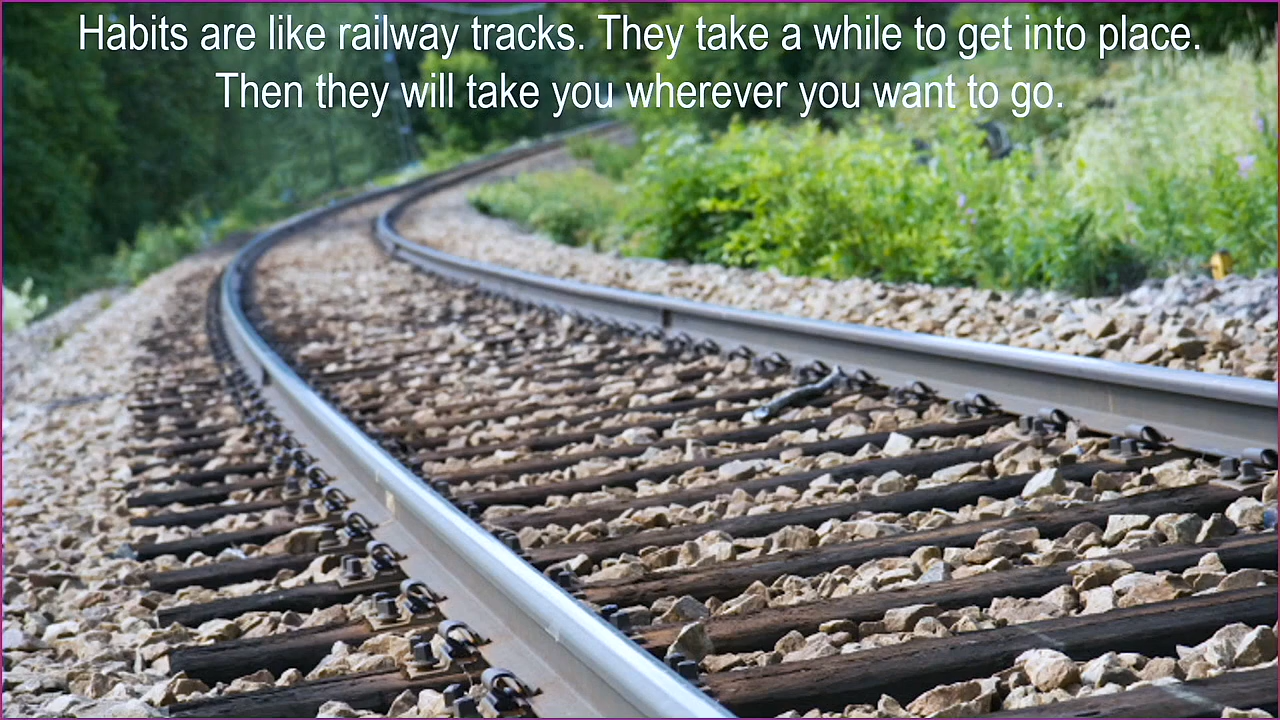 Habits are like railway tracks. They take a while to get into place.
Then they will take you wherever you want to go.